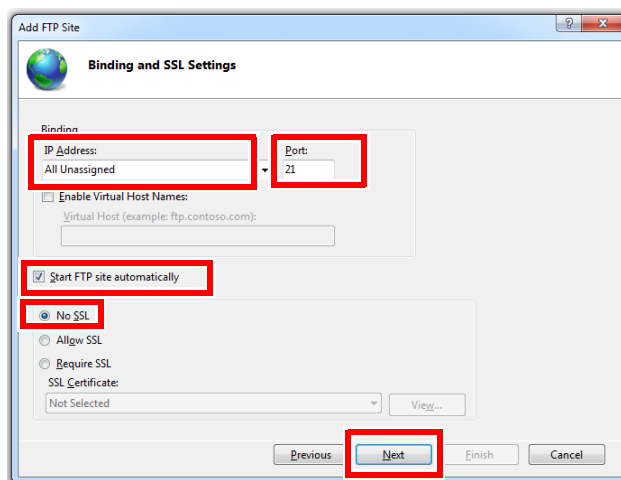 Add FTP Site
Binding and SSL Settings
Binding
IP Address: Port:
All Unassigned 21
Enable Virtual Host Names:
Virtual Host (example: ftp.contoso.com):
Start FTP site automatically
No SSL
Allow SSL
Require SSL
SSL Certificate:
Not Selected View...
Previous Next Finish Cancel